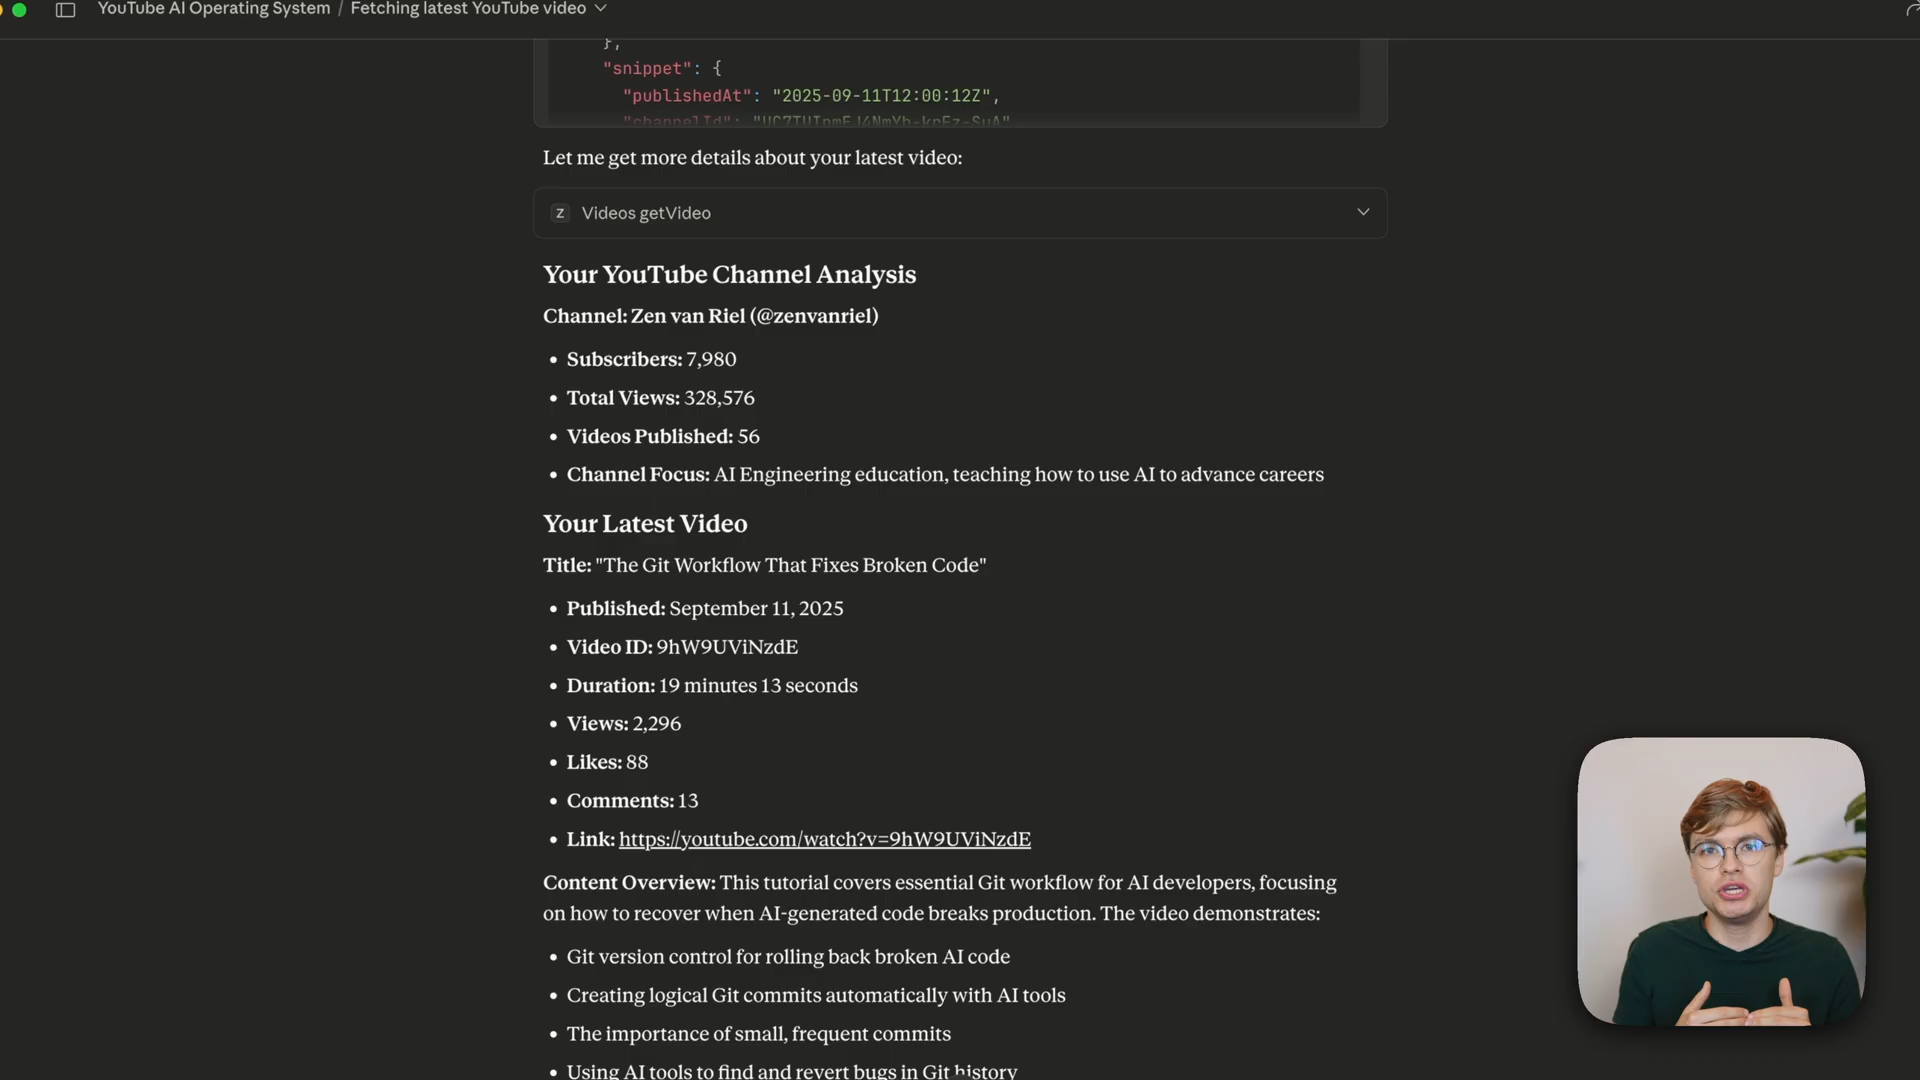 YouTube AI Operating System / Fetching latest YouTube video
},
"snippet": {
"publishedAt": "2025-09-11T12:00:12Z",
"channelId":
Let me get more details about your latest video:
Z Videos getVideo
Your YouTube Channel Analysis
Channel: Zen van Riel (@zenvanriel)
• Subscribers: 7,980
• Total Views: 328,576
• Videos Published: 56
• Channel Focus: AI Engineering education, teaching how to use AI to advance careers
Your Latest Video
Title: "The Git Workflow That Fixes Broken Code"
• Published: September 11, 2025
• Video ID: 9hW9UViNzdE
• Duration: 19 minutes 13 seconds
• Views: 2,296
• Likes: 88
• Comments: 13
• Link: https://youtube.com/watch?v=9hW9UViNzdE
Content Overview: This tutorial covers essential Git workflow for AI developers, focusing
on how to recover when AI-generated code breaks production. The video demonstrates:
• Git version control for rolling back broken AI code
• Creating logical Git commits automatically with AI tools
• The importance of small, frequent commits
• Using AI tools to find and revert bugs in Git history